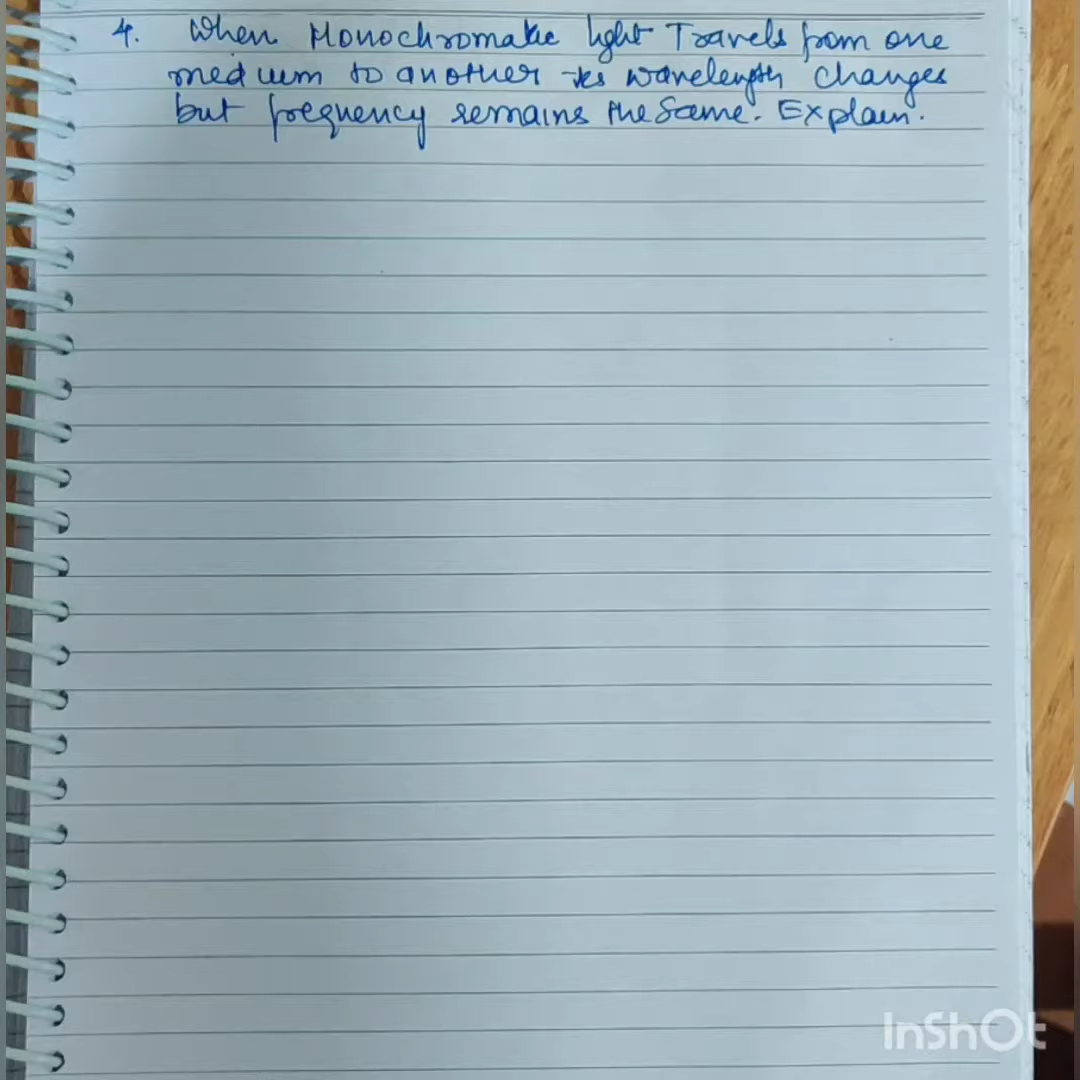 4. When Monochromatic light Travels from one
medium to another its wavelength changes
but frequency remains the same. Explain.
InShOt